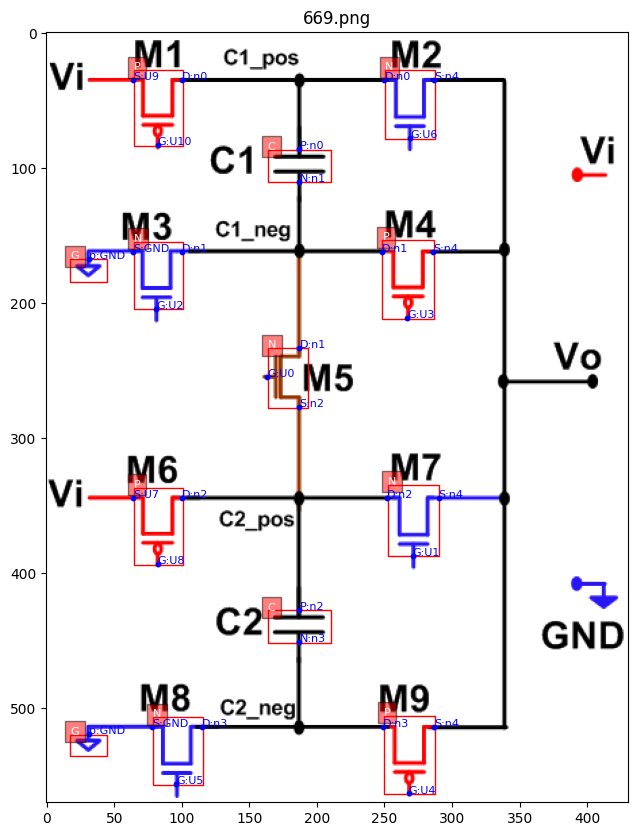 669.png
M1
M2
C1_pos
Vi
P
S:U9
D:n0
N
D:n0
S:n4
G:U10
G:U6
C1
C
P:n0
N:n1
Vi
M3
C1_neg
M4
G
p:GND
N
S:GND
D:n1
P
D:n1
S:n4
G:U2
G:U3
N
D:n1
G:U0
M5
S:n2
Vo
M6
M7
Vi
P
S:U7
D:n2
N
D:n2
S:n4
C2_pos
G:U8
G:U1
C2
C
P:n2
N:n3
GND
M8
C2_neg
M9
G
p:GND
N
S:GND
D:n3
P
D:n3
S:n4
G:U5
G:U4
0
100
200
300
400
500
0
50
100
150
200
250
300
350
400